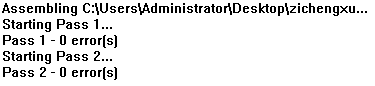 Assembling C:\Users\Administrator\Desktop\zichengxu...
Starting Pass 1...
Pass 1 - 0 error(s)
Starting Pass 2...
Pass 2 - 0 error(s)